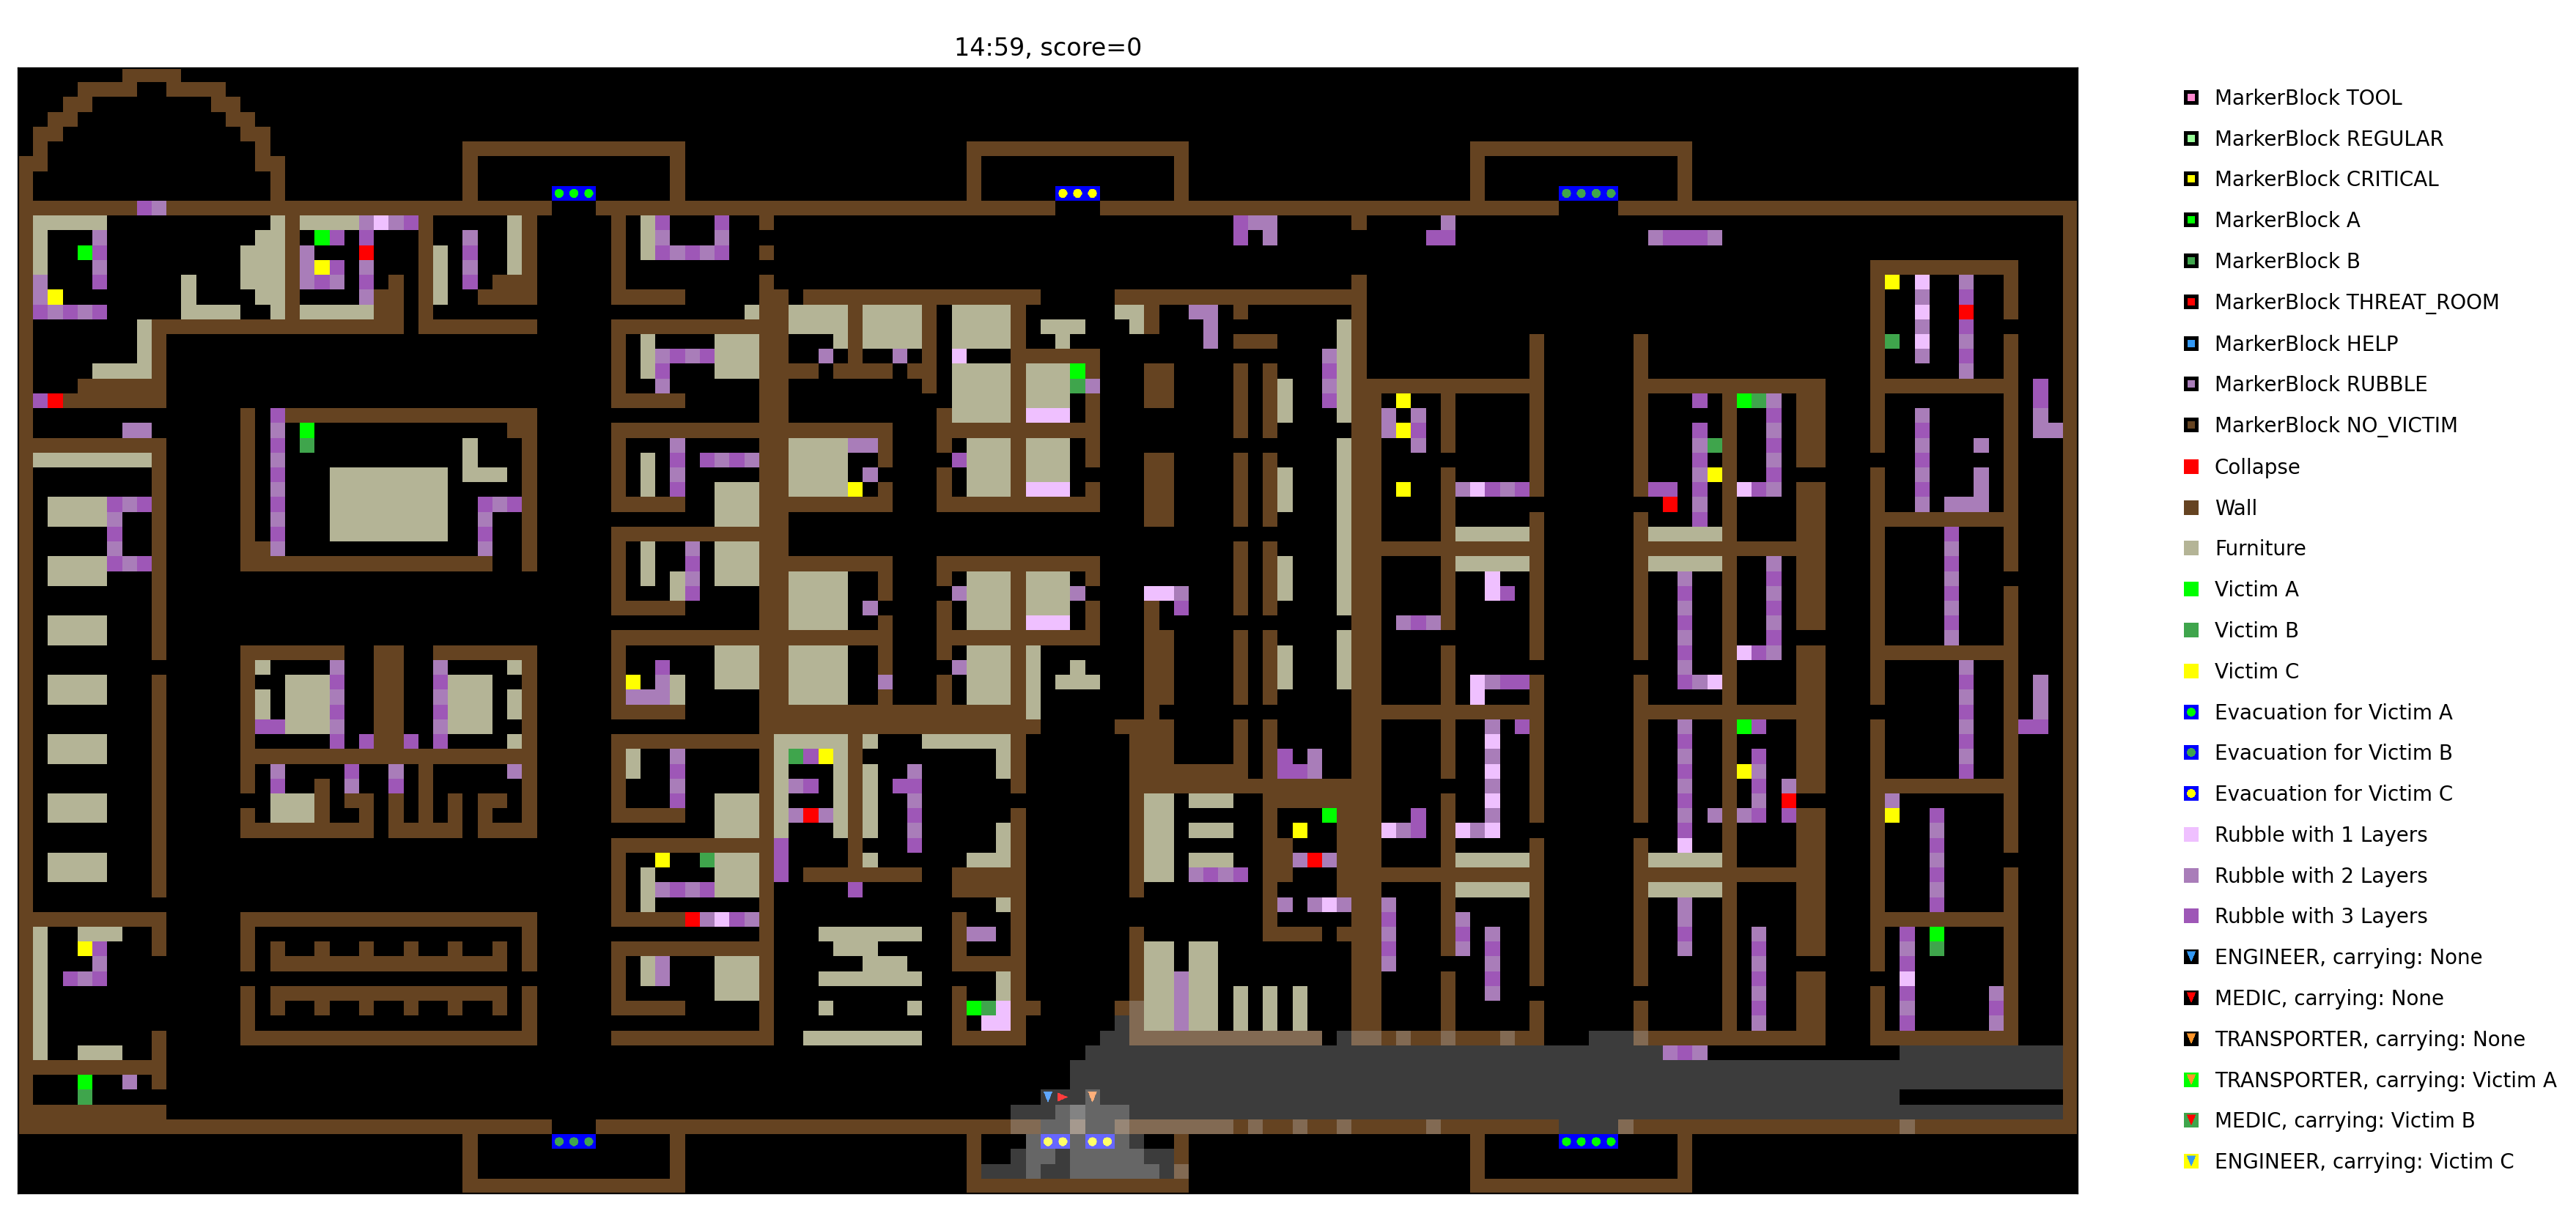 14:59, score=0
MarkerBlock TOOL
MarkerBlock REGULAR
MarkerBlock CRITICAL
MarkerBlock A
MarkerBlock B
MarkerBlock THREAT_ROOM
MarkerBlock HELP
MarkerBlock RUBBLE
MarkerBlock NO_VICTIM
Collapse
Wall
Furniture
Victim A
Victim B
Victim C
Evacuation for Victim A
Evacuation for Victim B
Evacuation for Victim C
Rubble with 1 Layers
Rubble with 2 Layers
Rubble with 3 Layers
ENGINEER, carrying: None
MEDIC, carrying: None
TRANSPORTER, carrying: None
TRANSPORTER, carrying: Victim A
MEDIC, carrying: Victim B
ENGINEER, carrying: Victim C